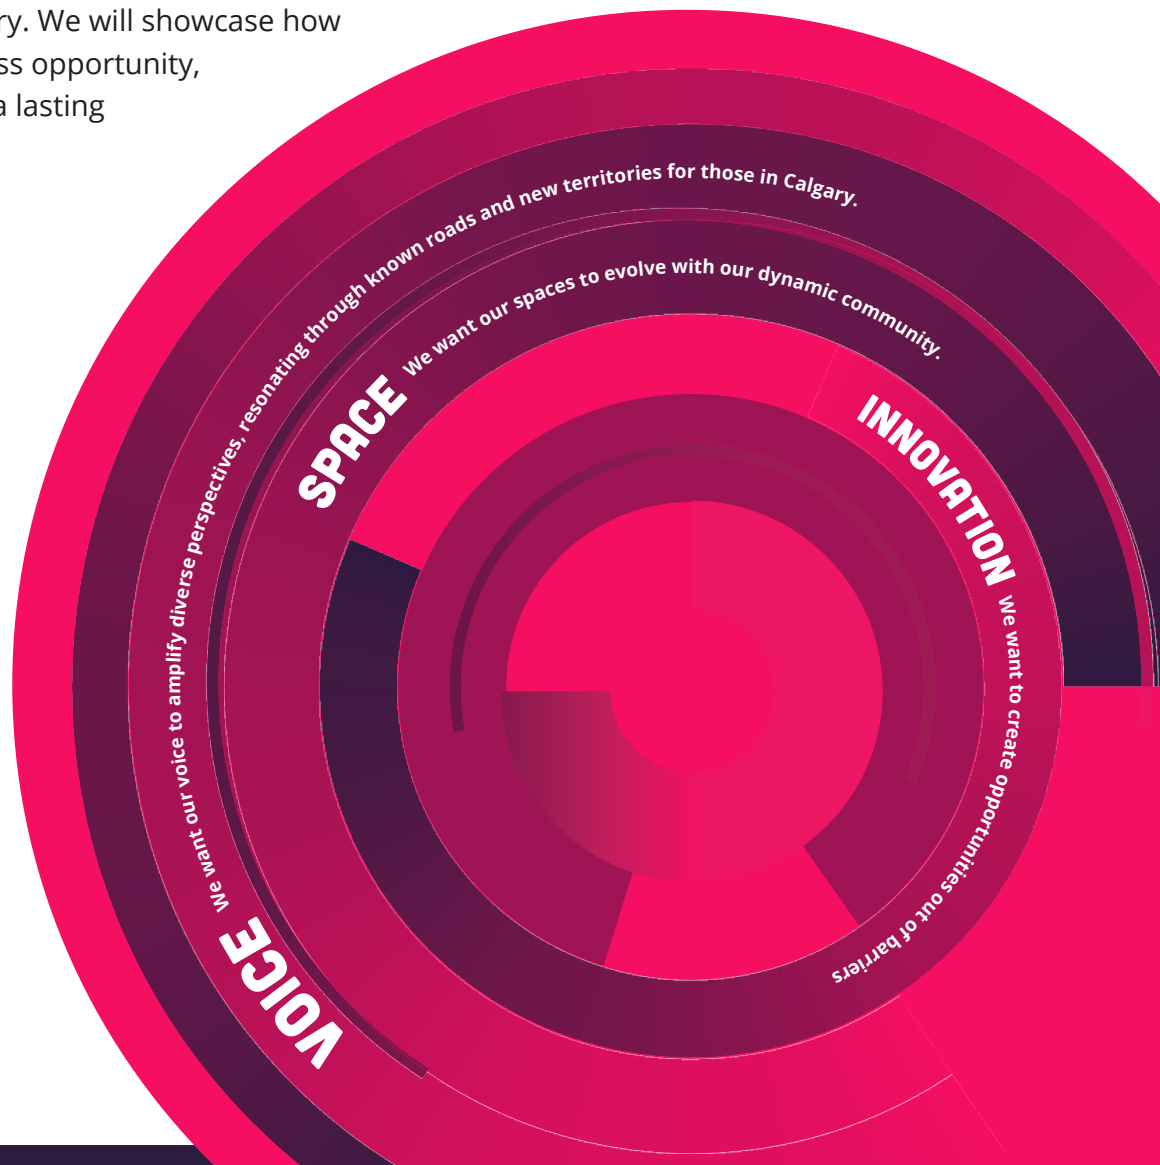 We will showcase how
opportunity,
a lasting
VOICE We want our voice to amplify diverse perspectives, resonating through known roads and new territories for those in Calgary.
SPACE We want our spaces to evolve with our dynamic community.
INNOVATION We want to create opportunities out of barriers